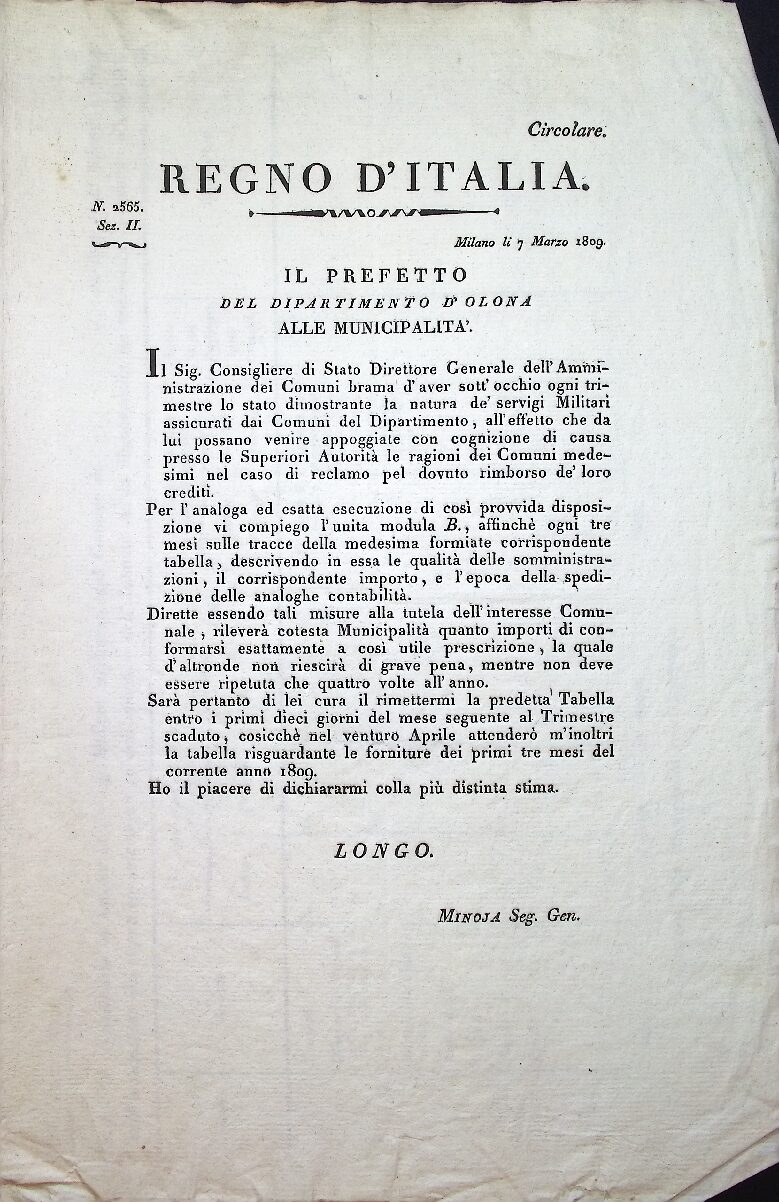 Circolare.
REGNO D'ITALIA.
N. 2565.
Sez. II.
Milano li 7 Marzo 1809.
IL PREFETTO
DEL DIPARTIMENTO D'OLONA
ALLE MUNICIPALITA'.
Il Sig. Consigliere di Stato Direttore Generale dell'Ammi-
nistrazione dei Comuni brama d'aver sott'occhio ogni tri-
mestre lo stato dimostrante la natura de' servigi Militari
assicurati dai Comuni del Dipartimento, all'effetto che da
lui possano venire appoggiate con cognizione di causa
presso le Superiori Autorità le ragioni dei Comuni mede-
simi nel caso di reclamo pel dovuto rimborso de' loro
crediti.
Per l'analoga ed esatta esecuzione di così provvida disposi-
zione vi compiego l'unita modula B., affinchè ogni tre
mesi sulle tracce della medesima formiate corrispondente
tabella, descrivendo in essa le qualità delle somministra-
zioni, il corrispondente importo, e l'epoca della spedi-
zione delle analoghe contabilità.
Dirette essendo tali misure alla tutela dell'interesse Comu-
nale, rileverà cotesta Municipalità quanto importi di con-
formarsi esattamente a così utile prescrizione, la quale
d'altronde non riescirà di grave pena, mentre non deve
essere ripetuta che quattro volte all'anno.
Sarà pertanto di lei cura il rimettermi la predetta Tabella
entro i primi dieci giorni del mese seguente al Trimestre
scaduto, cosicchè nel venturo Aprile attenderò m'inoltri
la tabella risguardante le forniture dei primi tre mesi del
corrente anno 1809.
Ho il piacere di dichiararmi colla più distinta stima.
LONGO.
MINOJA Seg. Gen.